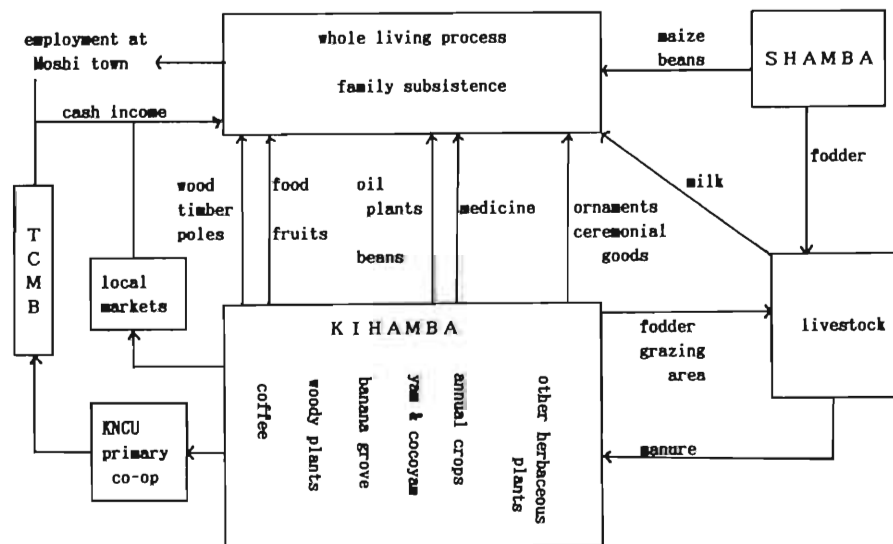 employment at
Moshi town
whole living process
family subsistence
maize
beans
SHAMBA
cash income
fodder
wood
timber
poles
food
fruits
oil
plants
beans
medicine
ornaments
ceremonial
goods
milk
TCMB
local
markets
KIHAMBA
fodder
grazing
area
livestock
coffee
woody plants
banana grove
yam & cocoyam
annual crops
other herbaceous
plants
KNCU
primary
co-op
manure